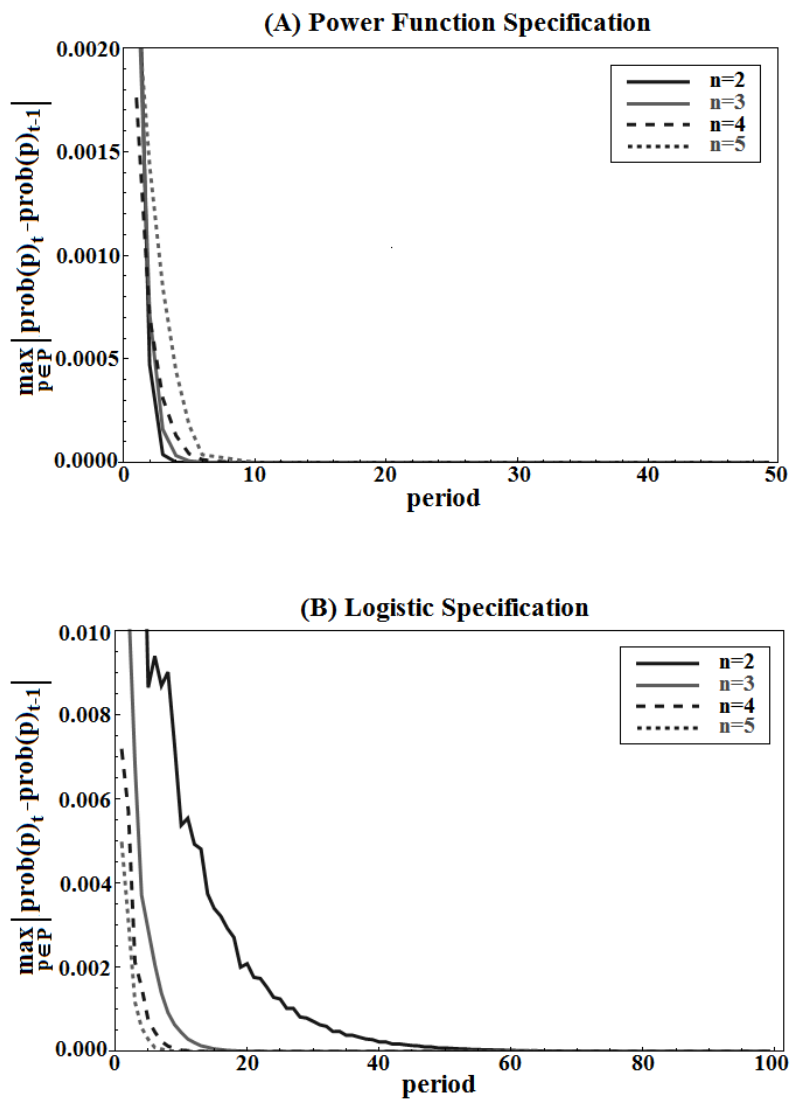 (A) Power Function Specification
max p∈P |prob(p)t-prob(p)t-1|
0.0020
0.0015
0.0010
0.0005
0.0000
n=2
n=3
n=4
n=5
0 10 20 30 40 50
period
(B) Logistic Specification
max p∈P |prob(p)t-prob(p)t-1|
0.010
0.008
0.006
0.004
0.002
0.000
n=2
n=3
n=4
n=5
0 20 40 60 80 100
period